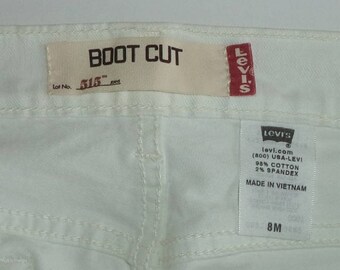 BOOT CUT
Levi's
Lot No. 515™
LEVI'S
levi.com
(800) USA-LEVI
98% COTTON
2% SPANDEX
MADE IN VIETNAM
8M